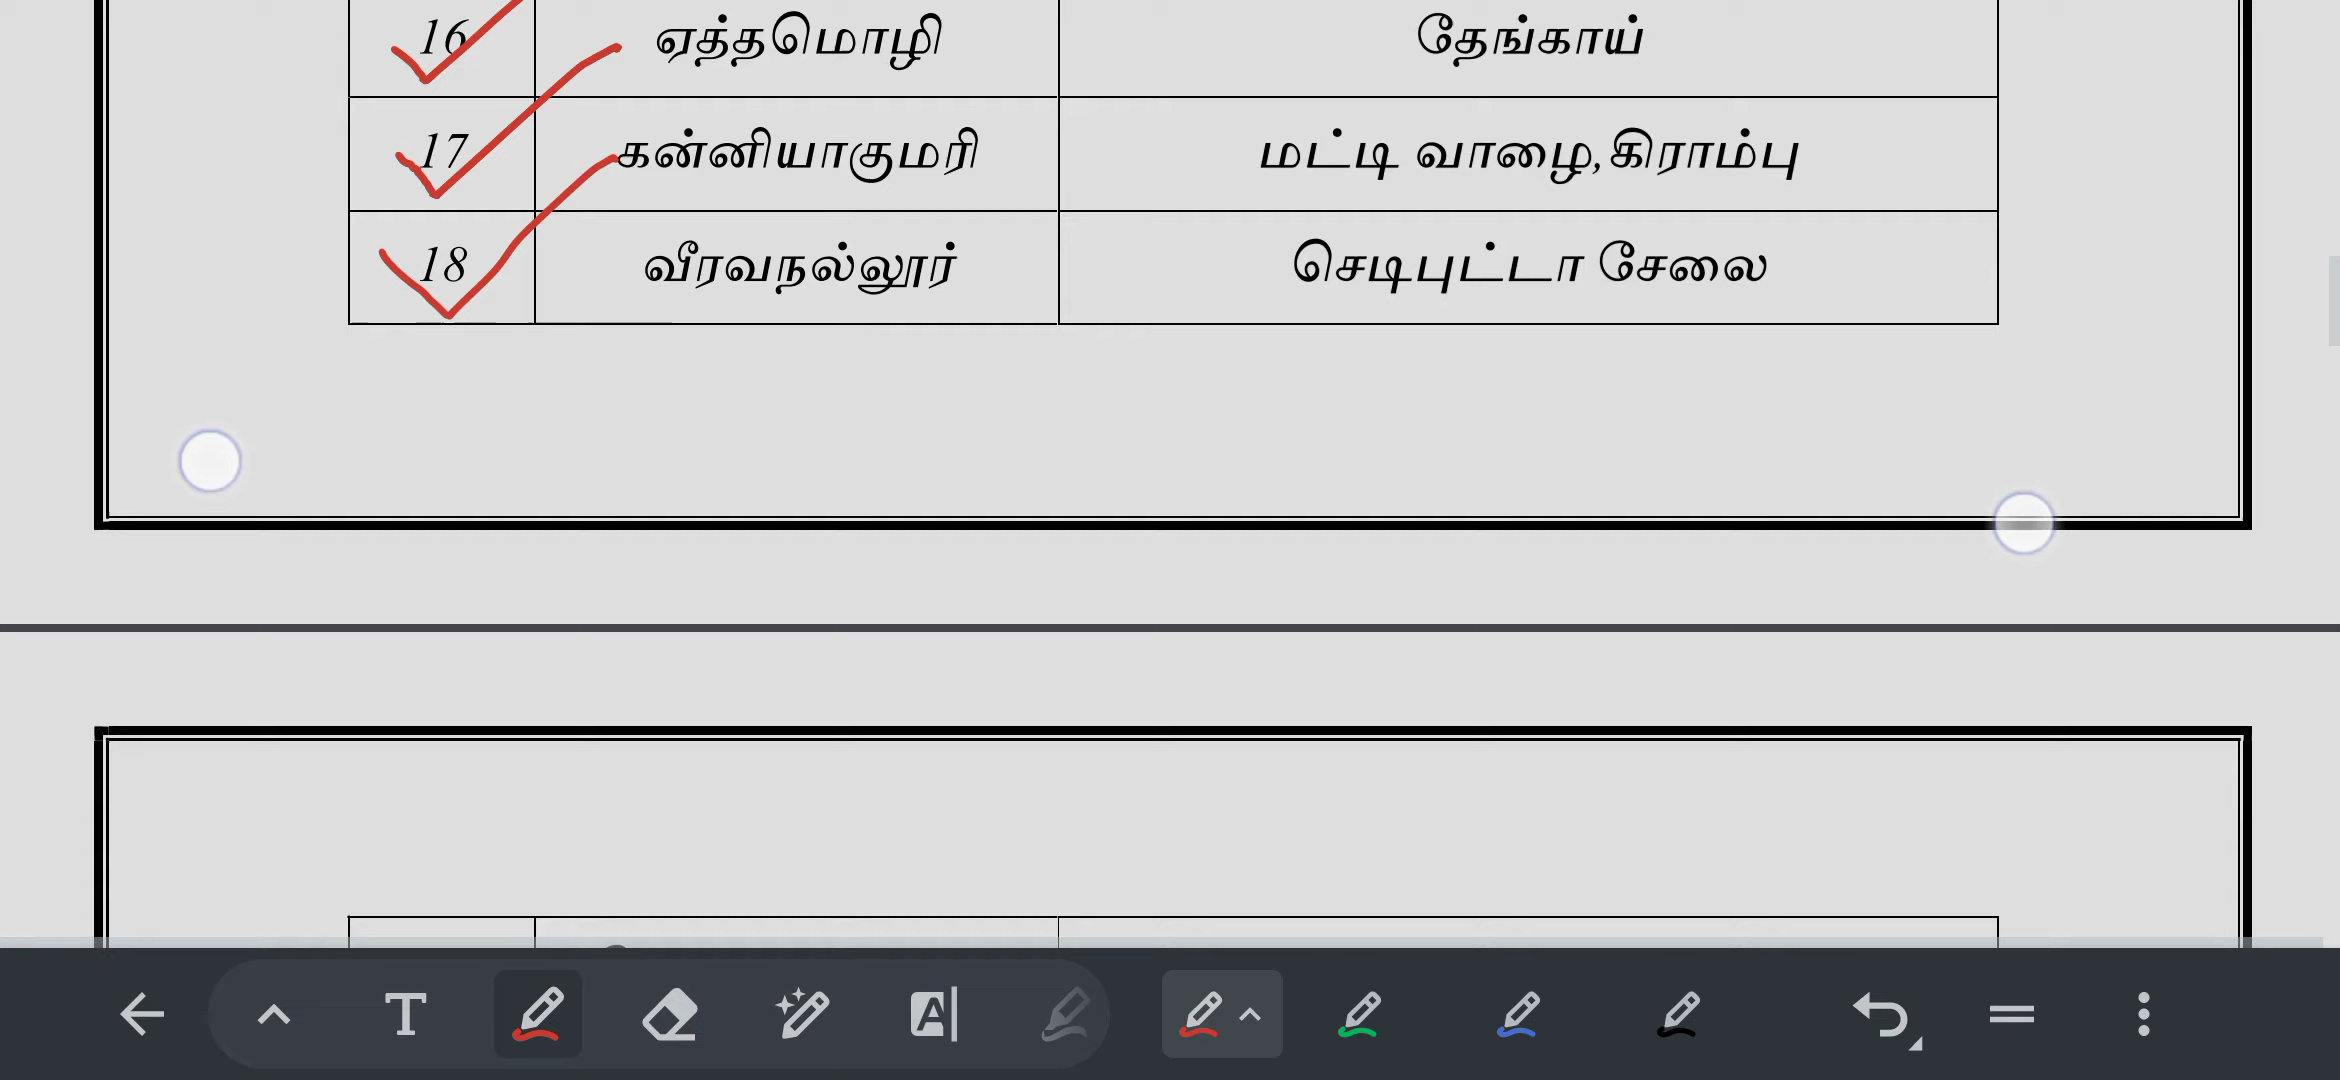 16 ஏத்தமொழி தேங்காய்
17 கன்னியாகுமரி மட்டி வாழை,கிராம்பு
18 வீரவநல்லூர் செடிபுட்டா சேலை